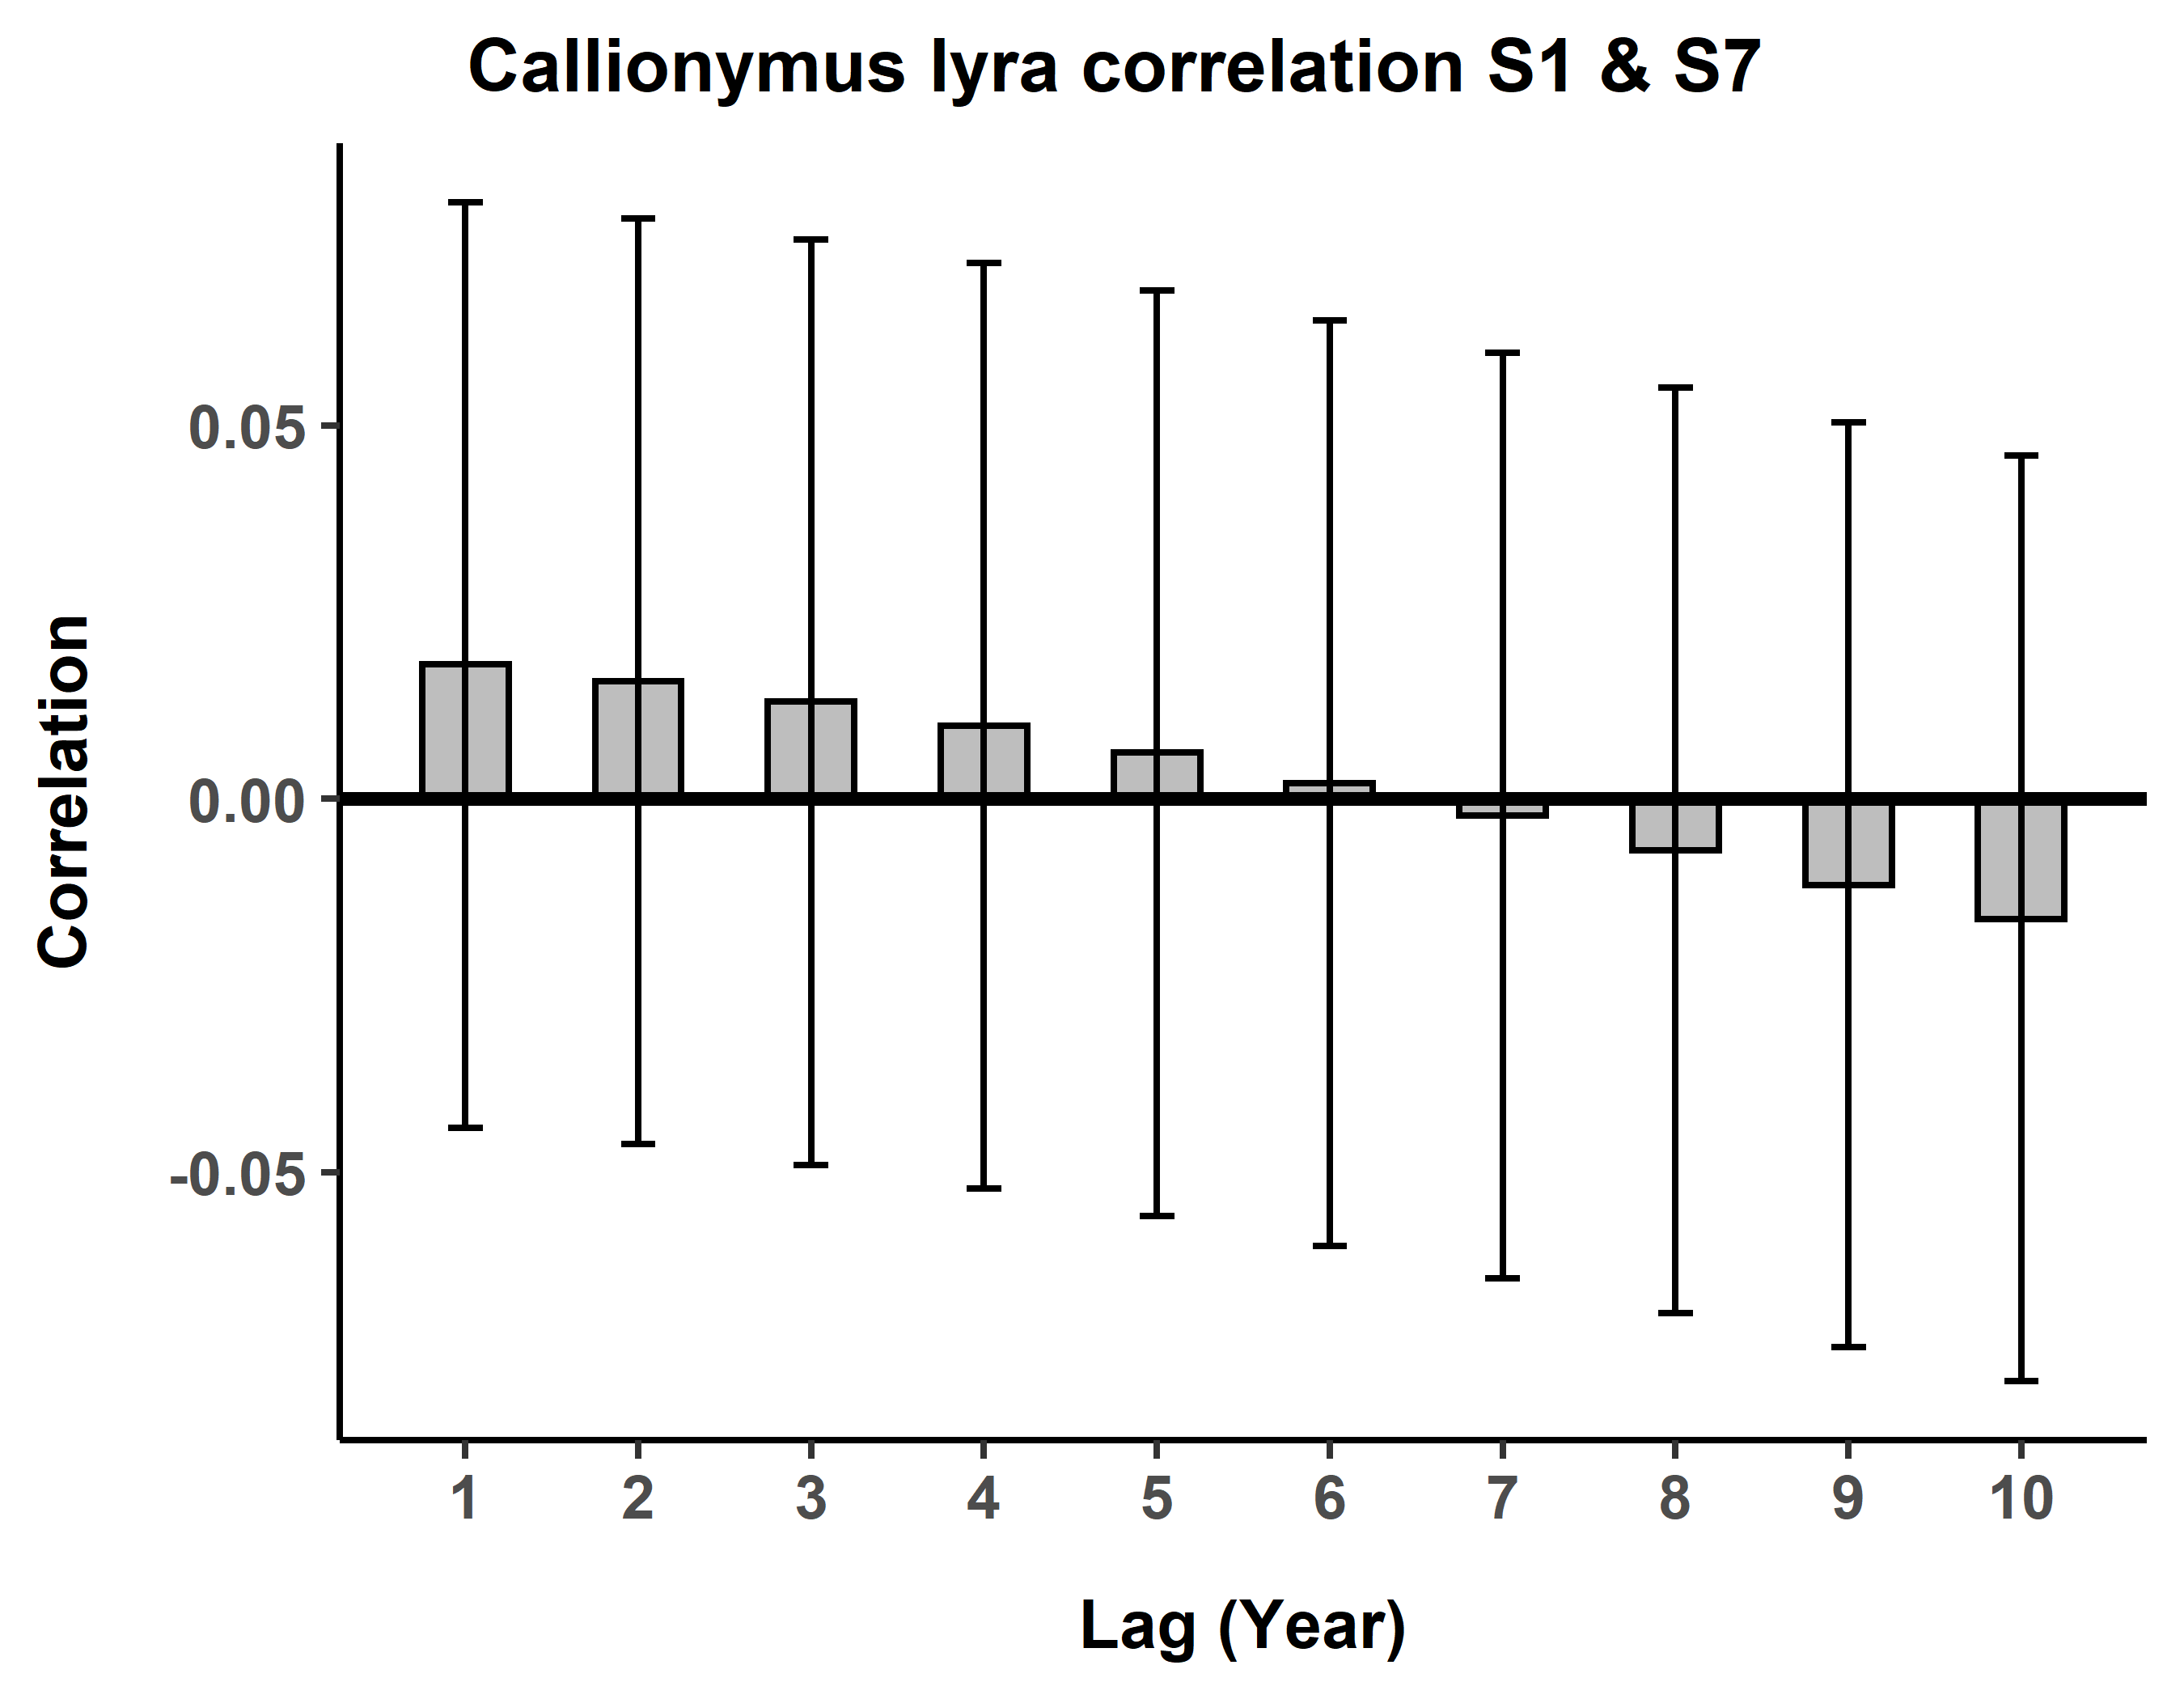 Callionymus lyra correlation S1 & S7
Correlation
0.05
0.00
-0.05
1 2 3 4 5 6 7 8 9 10
Lag (Year)